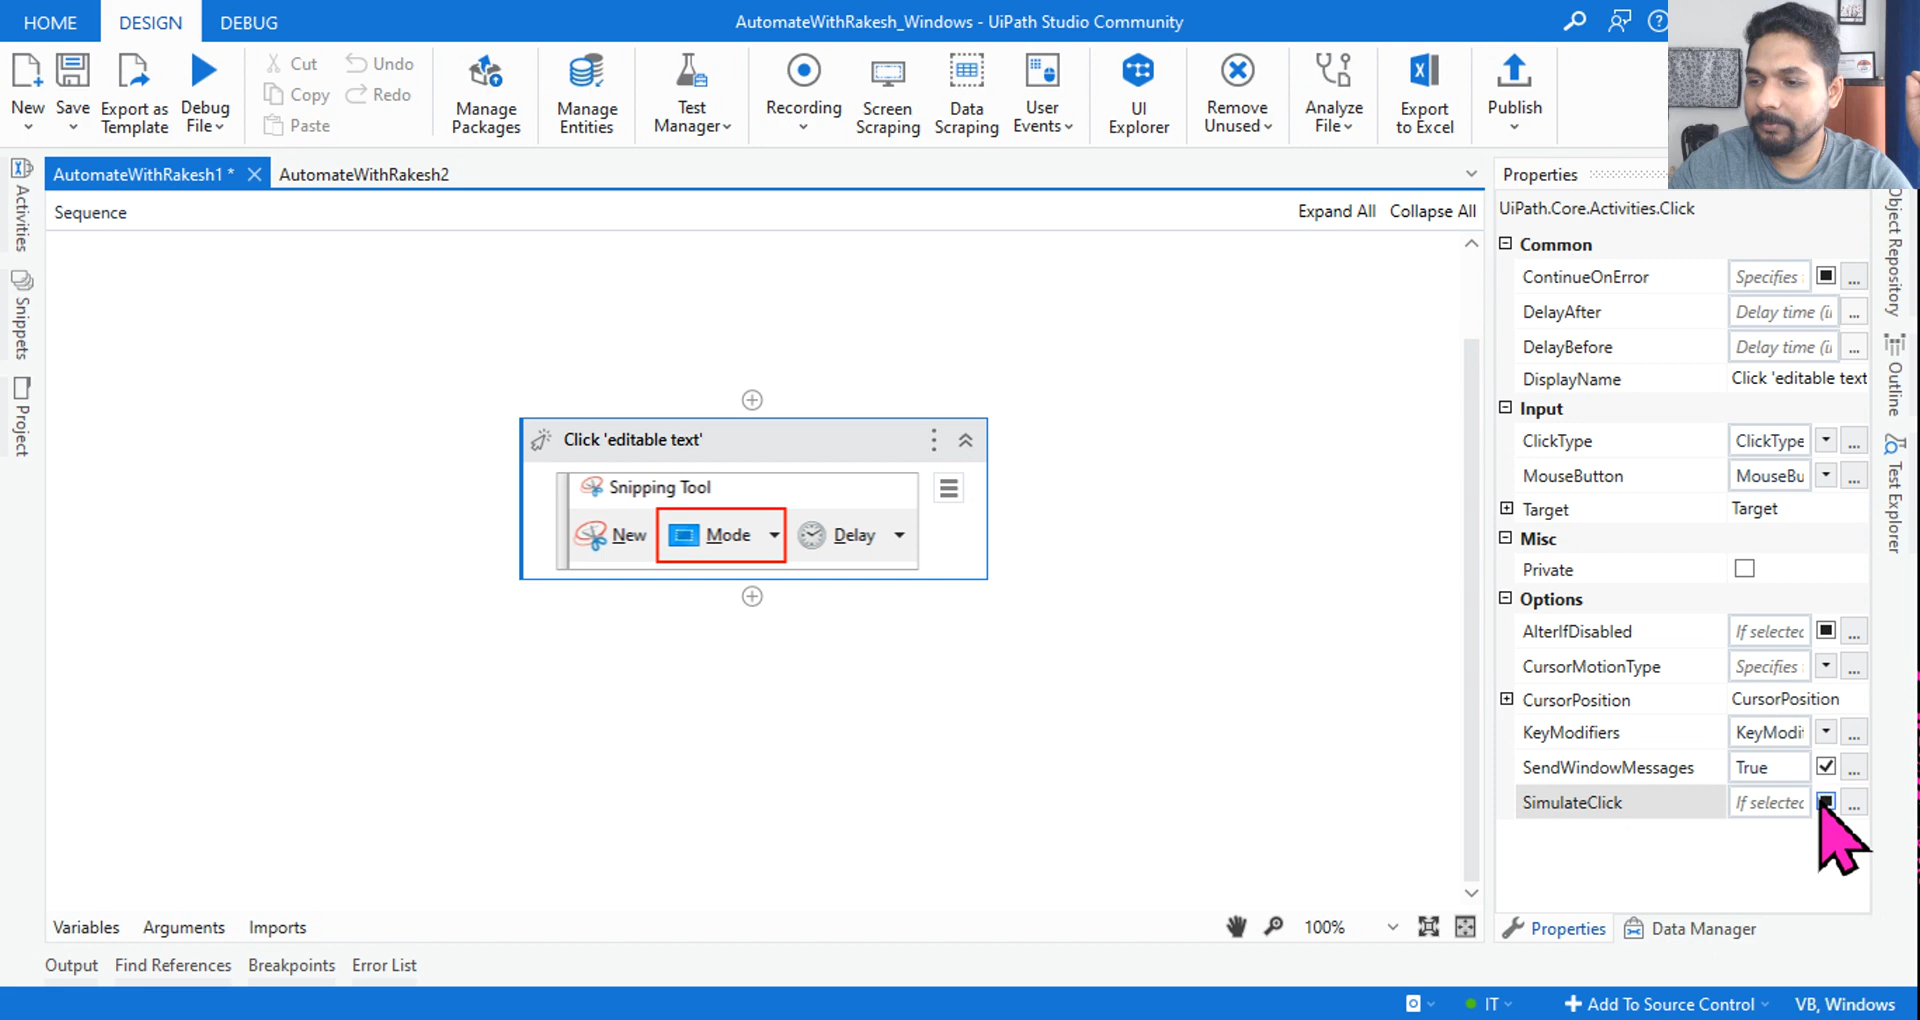 HOME DESIGN DEBUG
AutomateWithRakesh_Windows - UiPath Studio Community
New
Save
Export as Template
Debug File
Cut
Copy
Paste
Undo
Redo
Manage Packages
Manage Entities
Test Manager
Recording
Screen Scraping
Data Scraping
User Events
UI Explorer
Remove Unused
Analyze File
Export to Excel
Publish
Activities
Snippets
Project
AutomateWithRakesh1 *
AutomateWithRakesh2
Sequence
Expand All Collapse All
Click 'editable text'
Snipping Tool
New Mode Delay
Variables Arguments Imports
100%
Output Find References Breakpoints Error List
Properties
UiPath.Core.Activities.Click
Common
ContinueOnError Specifies
DelayAfter Delay time (i
DelayBefore Delay time (i
DisplayName Click 'editable text
Input
ClickType ClickType
MouseButton MouseBu
Target Target
Misc
Private
Options
AlterIfDisabled If selected
CursorMotionType Specifies
CursorPosition CursorPosition
KeyModifiers KeyModif
SendWindowMessages True
SimulateClick If selected
Properties Data Manager
Object Repository
Outline
Test Explorer
IT
Add To Source Control
VB, Windows